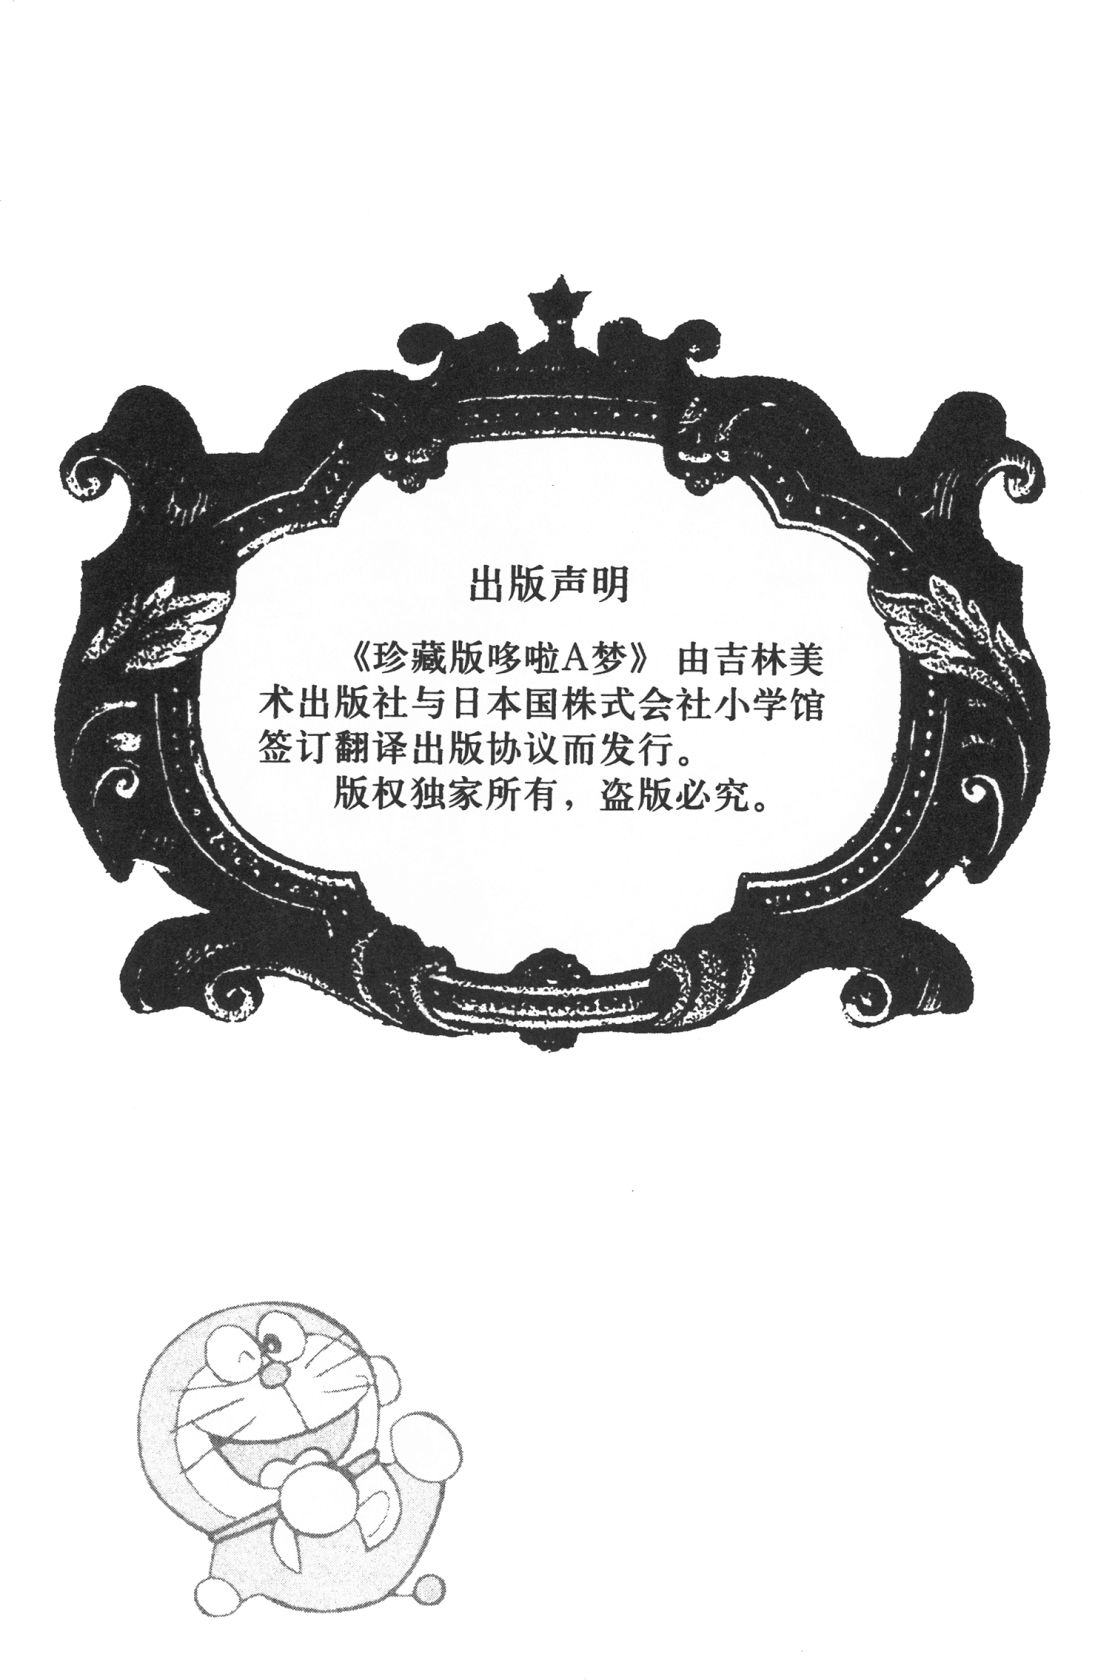 出版声明
《珍藏版哆啦A梦》 由吉林美
术出版社与日本国株式会社小学馆
签订翻译出版协议而发行。
版权独家所有，盗版必究。